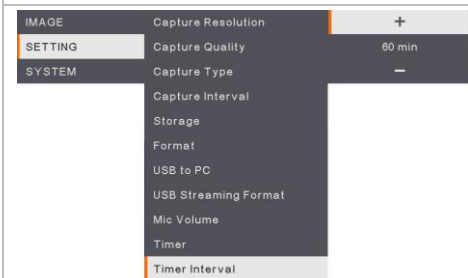 IMAGE
SETTING
SYSTEM
Capture Resolution
Capture Quality
Capture Type
Capture Interval
Storage
Format
USB to PC
USB Streaming Format
Mic Volume
Timer
Timer Interval
+
60 min
−